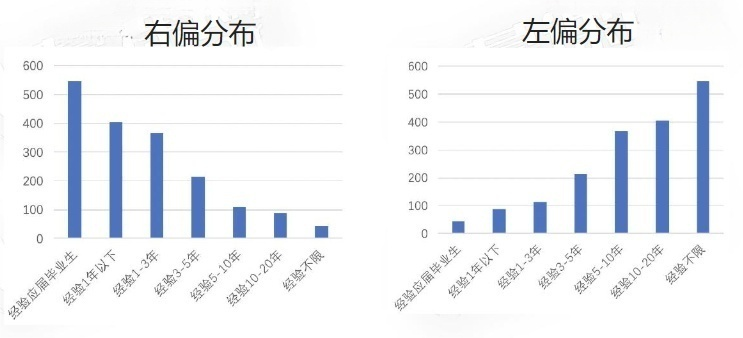 右偏分布
600
500
400
300
200
100
0
经验应届毕业生
经验1年以下
经验1-3年
经验3-5年
经验5-10年
经验10-20年
经验不限
左偏分布
600
500
400
300
200
100
0
经验应届毕业生
经验1年以下
经验1-3年
经验3-5年
经验5-10年
经验10-20年
经验不限